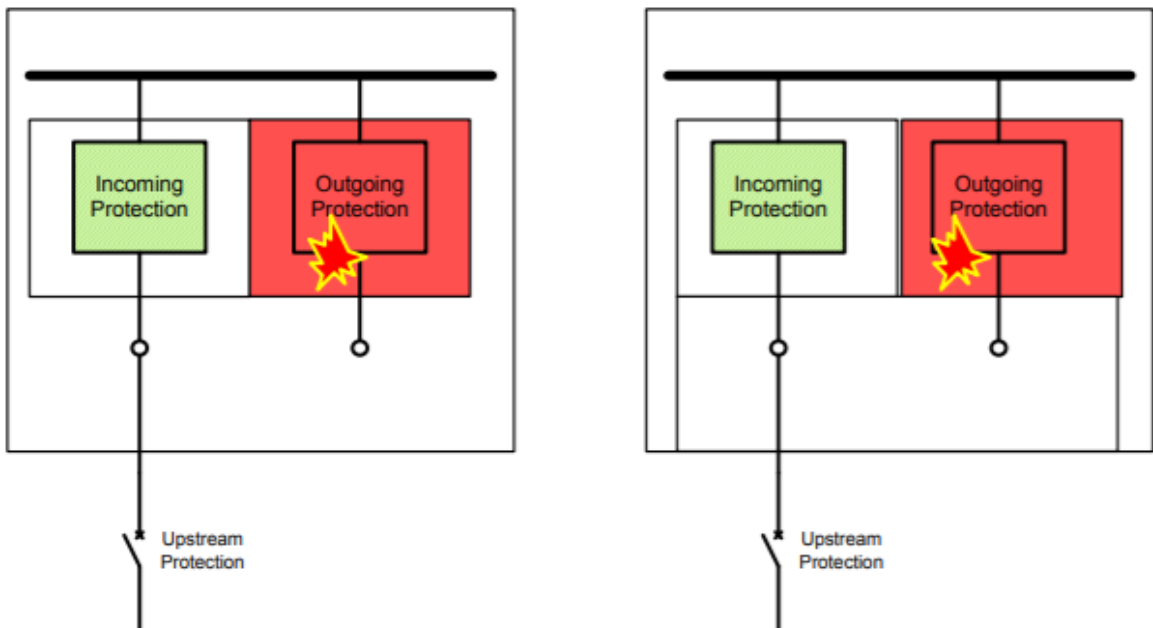 Incoming
Protection
Outgoing
Protection
Incoming
Protection
Outgoing
Protection
Upstream
Protection
Upstream
Protection